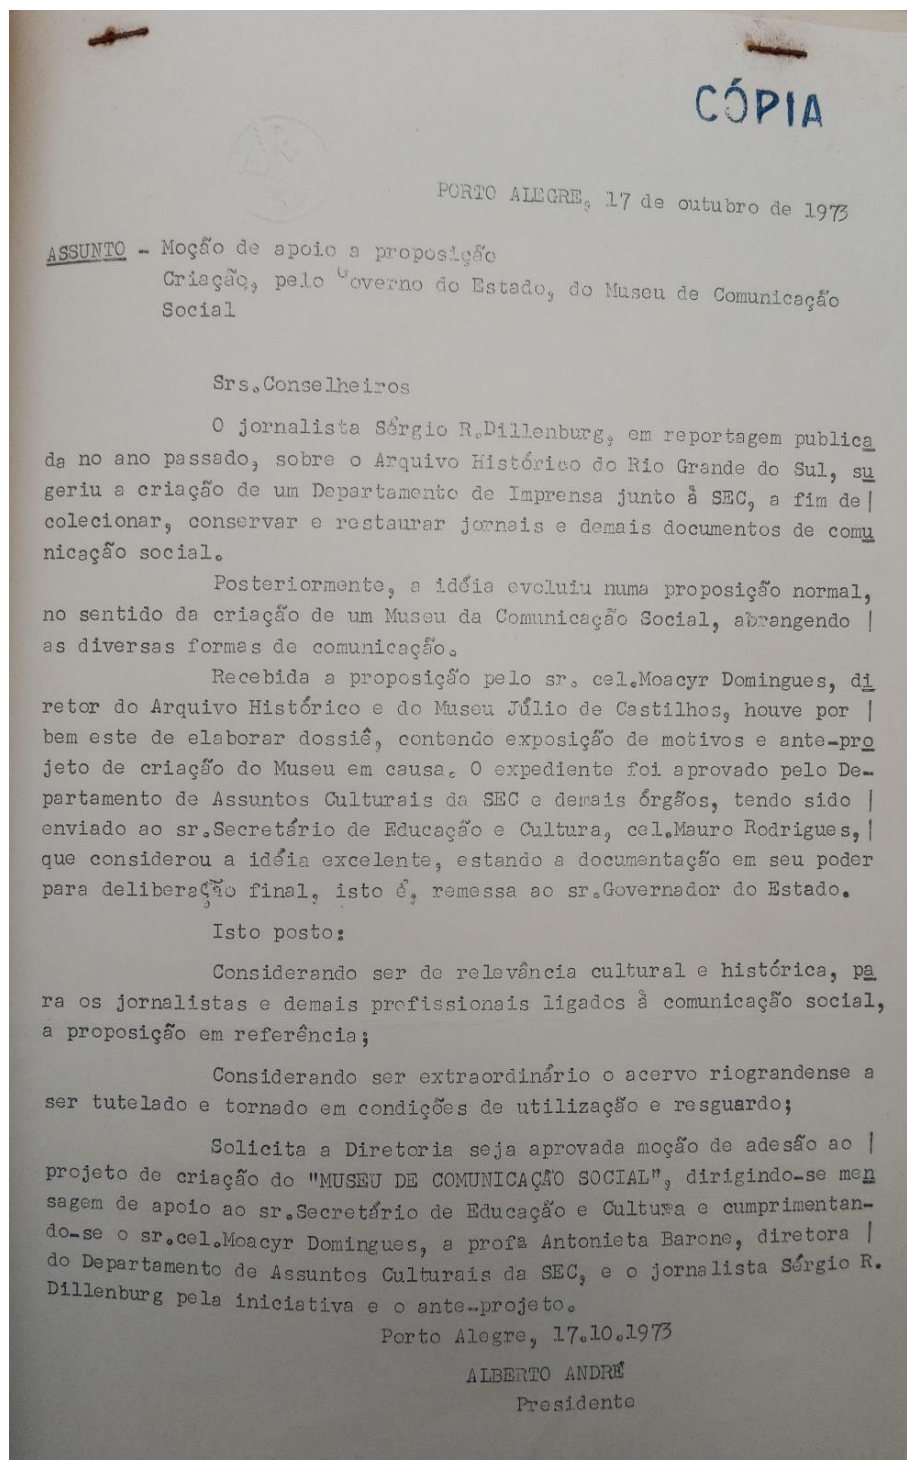 CÓPIA
PORTO ALEGRE, 17 de outubro de 1973
ASSUNTO - Moção de apoio a proposição
Criação, pelo Governo do Estado, do Museu de Comunicação
Social
Srs.Conselheiros
O jornalista Sérgio R.Dillenburg, em reportagem publica
da no ano passado, sobre o Arquivo Histórico do Rio Grande do Sul, su
geriu a criação de um Departamento de Imprensa junto à SEC, a fim de|
colecionar, conservar e restaurar jornais e demais documentos de comu
nicação social.
Posteriormente, a idéia evoluiu numa proposição normal,
no sentido da criação de um Museu da Comunicação Social, abrangendo |
as diversas formas de comunicação.
Recebida a proposição pelo sr. cel.Moacyr Domingues, di
retor do Arquivo Histórico e do Museu Júlio de Castilhos, houve por |
bem este de elaborar dossiê, contendo exposição de motivos e ante-pro
jeto de criação do Museu em causa. O expediente foi aprovado pelo De-
partamento de Assuntos Culturais da SEC e demais órgãos, tendo sido |
enviado ao sr.Secretário de Educação e Cultura, cel.Mauro Rodrigues,|
que considerou a idéia excelente, estando a documentação em seu poder
para deliberação final, isto é, remessa ao sr.Governador do Estado.
Isto posto:
Considerando ser de relevância cultural e histórica, pa
ra os jornalistas e demais profissionais ligados à comunicação social,
a proposição em referência;
Considerando ser extraordinário o acervo riograndense a
ser tutelado e tornado em condições de utilização e resguardo;
Solicita a Diretoria seja aprovada moção de adesão ao |
projeto de criação do "MUSEU DE COMUNICAÇÃO SOCIAL", dirigindo-se men
sagem de apoio ao sr.Secretário de Educação e Cultura e cumprimentan-
do-se o sr.cel.Moacyr Domingues, a profª Antonieta Barone, diretora |
do Departamento de Assuntos Culturais da SEC, e o jornalista Sérgio R.
Dillenburg pela iniciativa e o ante-projeto.
Porto Alegre, 17.10.1973
ALBERTO ANDRÉ
Presidente